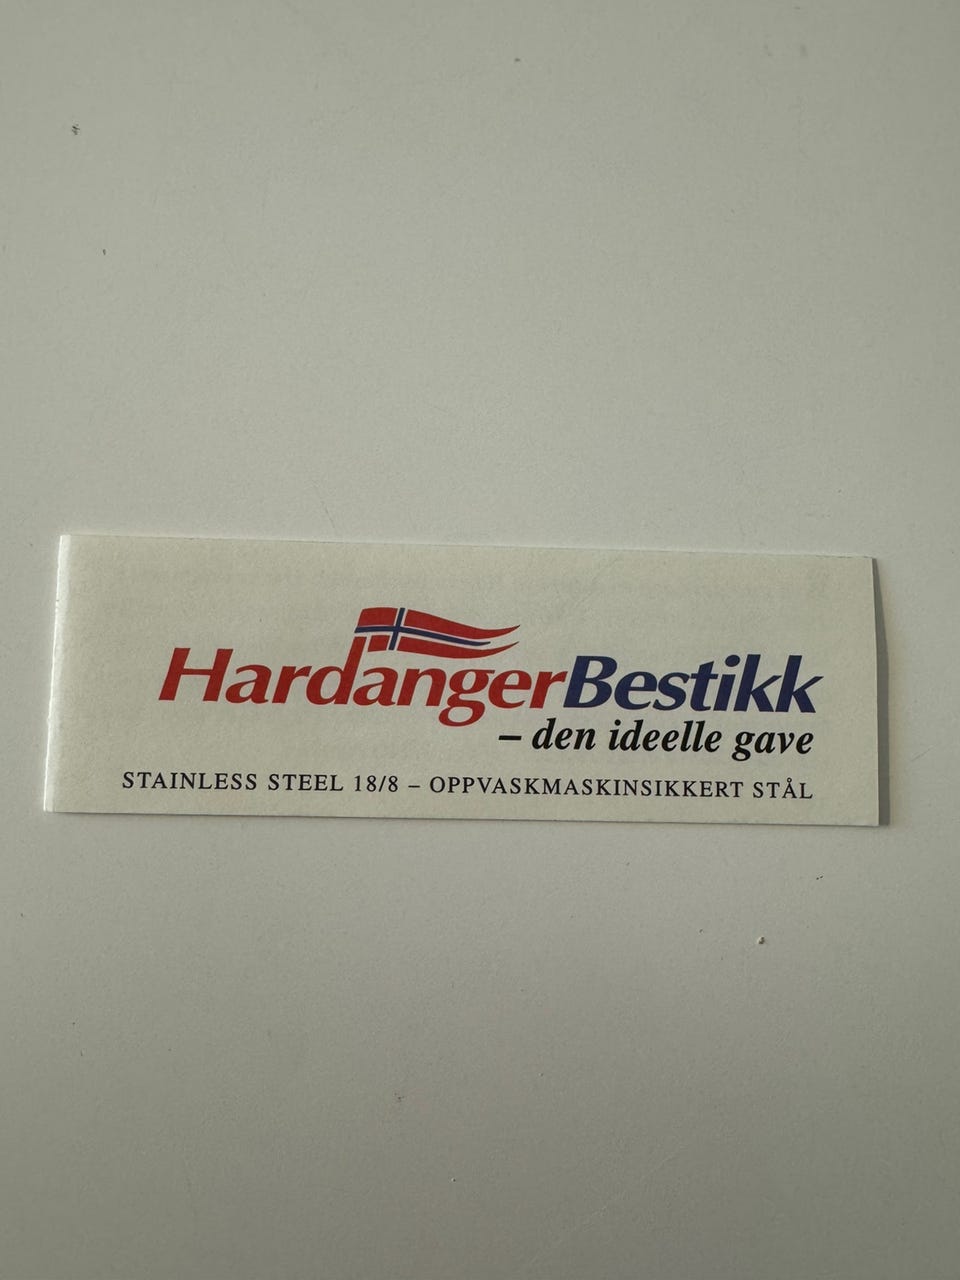 HardangerBestikk
– den ideelle gave
STAINLESS STEEL 18/8 – OPPVASKMASKINSIKKERT STÅL